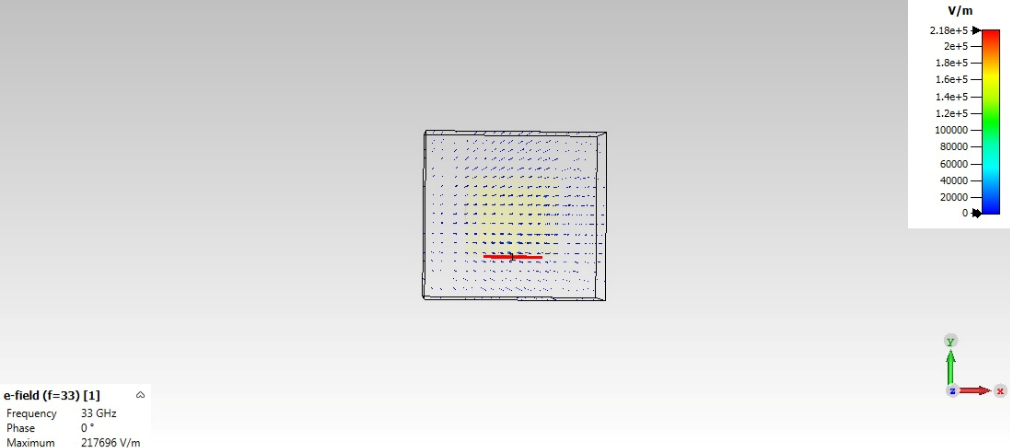 V/m
2.18e+5
2e+5
1.8e+5
1.6e+5
1.4e+5
1.2e+5
100000
80000
60000
40000
20000
0
1
y
z x
e-field (f=33) [1]
Frequency 33 GHz
Phase 0 °
Maximum 217696 V/m